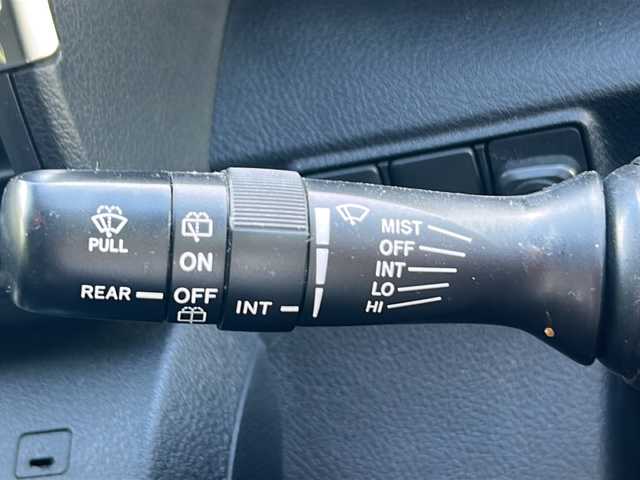 PULL
REAR
ON
OFF
INT
MIST
OFF
INT
LO
HI